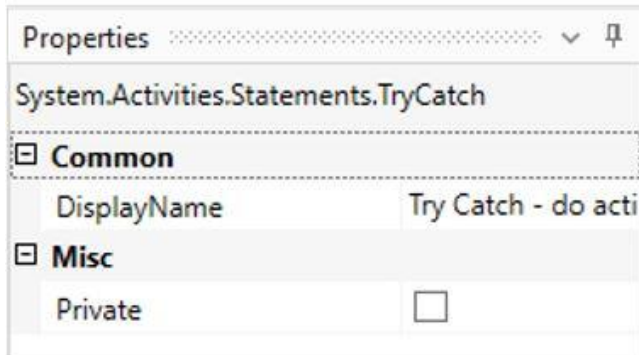 Properties
System.Activities.Statements.TryCatch
Common
DisplayName Try Catch - do acti
Misc
Private